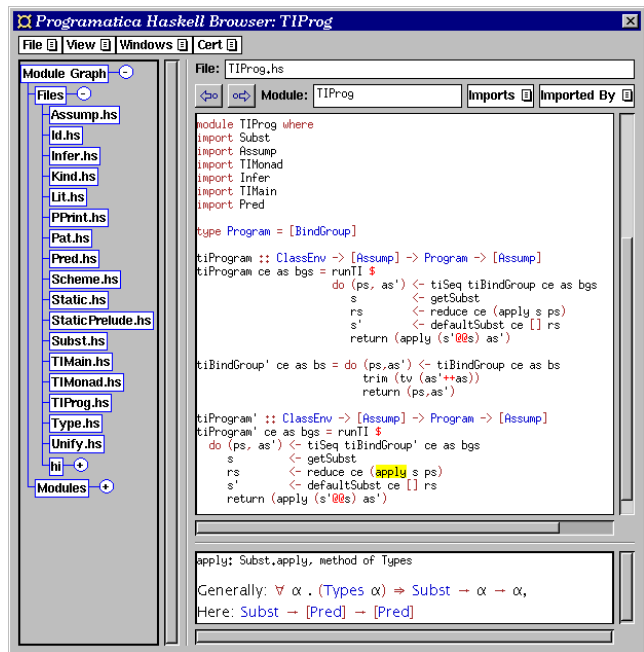 Programatica Haskell Browser: TIProg
File View Windows Cert
Module Graph
Files
Assump.hs
Id.hs
Infer.hs
Kind.hs
Lit.hs
PPrint.hs
Pat.hs
Pred.hs
Scheme.hs
Static.hs
StaticPrelude.hs
Subst.hs
TIMain.hs
TIMonad.hs
TIProg.hs
Type.hs
Unify.hs
hi
Modules
File: TIProg.hs
Module: TIProg Imports Imported By
module TIProg where
import Subst
import Assump
import TIMonad
import Infer
import TIMain
import Pred
type Program = [BindGroup]
tiProgram :: ClassEnv -> [Assump] -> Program -> [Assump]
tiProgram ce as bgs = runTI $
do (ps, as') <- tiSeq tiBindGroup ce as bgs
s <- getSubst
rs <- reduce ce (apply s ps)
s' <- defaultSubst ce [] rs
return (apply (s'@@s) as')
tiBindGroup' ce as bs = do (ps,as') <- tiBindGroup ce as bs
trim (tv (as'++as))
return (ps,as')
tiProgram' :: ClassEnv -> [Assump] -> Program -> [Assump]
tiProgram' ce as bgs = runTI $
do (ps, as') <- tiSeq tiBindGroup' ce as bgs
s <- getSubst
rs <- reduce ce (apply s ps)
s' <- defaultSubst ce [] rs
return (apply (s'@@s) as')
apply: Subst.apply, method of Types
Generally: ∀ α . (Types α) ⇒ Subst → α → α,
Here: Subst → [Pred] → [Pred]